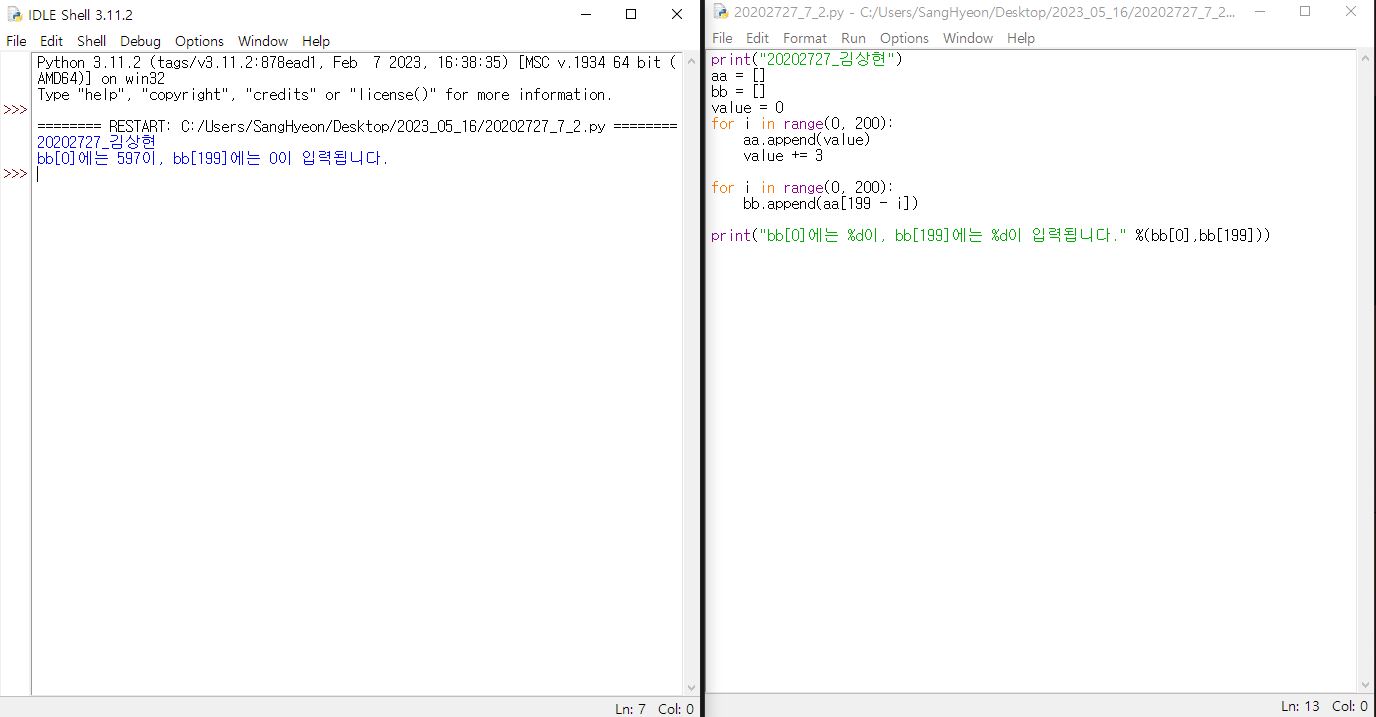 IDLE Shell 3.11.2
File Edit Shell Debug Options Window Help
Python 3.11.2 (tags/v3.11.2:878ead1, Feb  7 2023, 16:38:35) [MSC v.1934 64 bit (
AMD64)] on win32
Type "help", "copyright", "credits" or "license()" for more information.
>>>
======== RESTART: C:/Users/SangHyeon/Desktop/2023_05_16/20202727_7_2.py ========
20202727_김상현
bb[0]에는 597이, bb[199]에는 0이 입력됩니다.
>>>
Ln: 7 Col: 0
20202727_7_2.py - C:/Users/SangHyeon/Desktop/2023_05_16/20202727_7_2...
File Edit Format Run Options Window Help
print("20202727_김상현")
aa = []
bb = []
value = 0
for i in range(0, 200):
    aa.append(value)
    value += 3
for i in range(0, 200):
    bb.append(aa[199 - i])
print("bb[0]에는 %d이, bb[199]에는 %d이 입력됩니다." %(bb[0],bb[199]))
Ln: 13 Col: 0